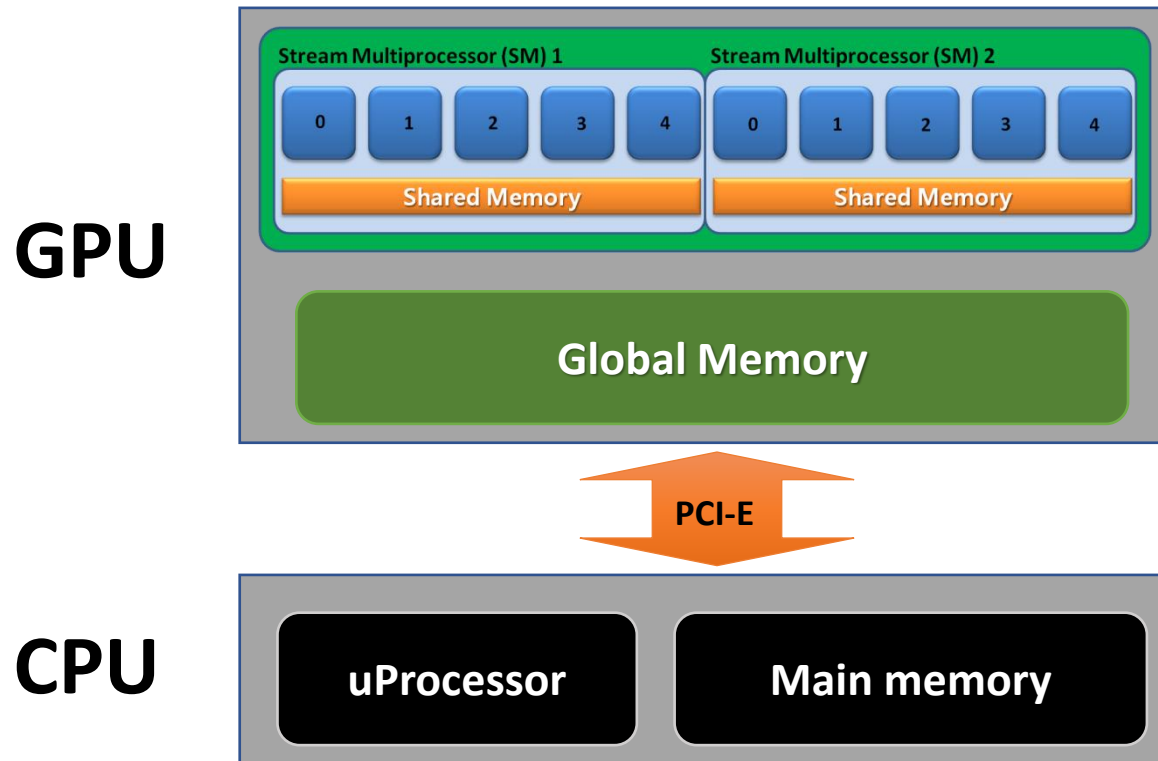 Stream Multiprocessor (SM) 1
Stream Multiprocessor (SM) 2
0 1 2 3 4
0 1 2 3 4
Shared Memory
Shared Memory
GPU
Global Memory
PCI-E
CPU
uProcessor
Main memory